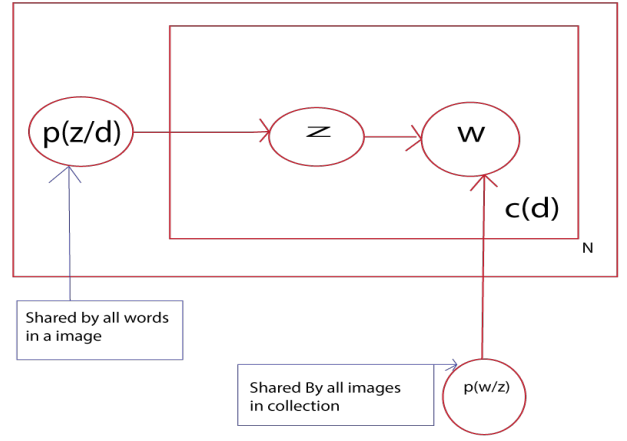 p(z/d)
z
w
c(d)
N
Shared by all words
in a image
Shared By all images
in collection
p(w/z)